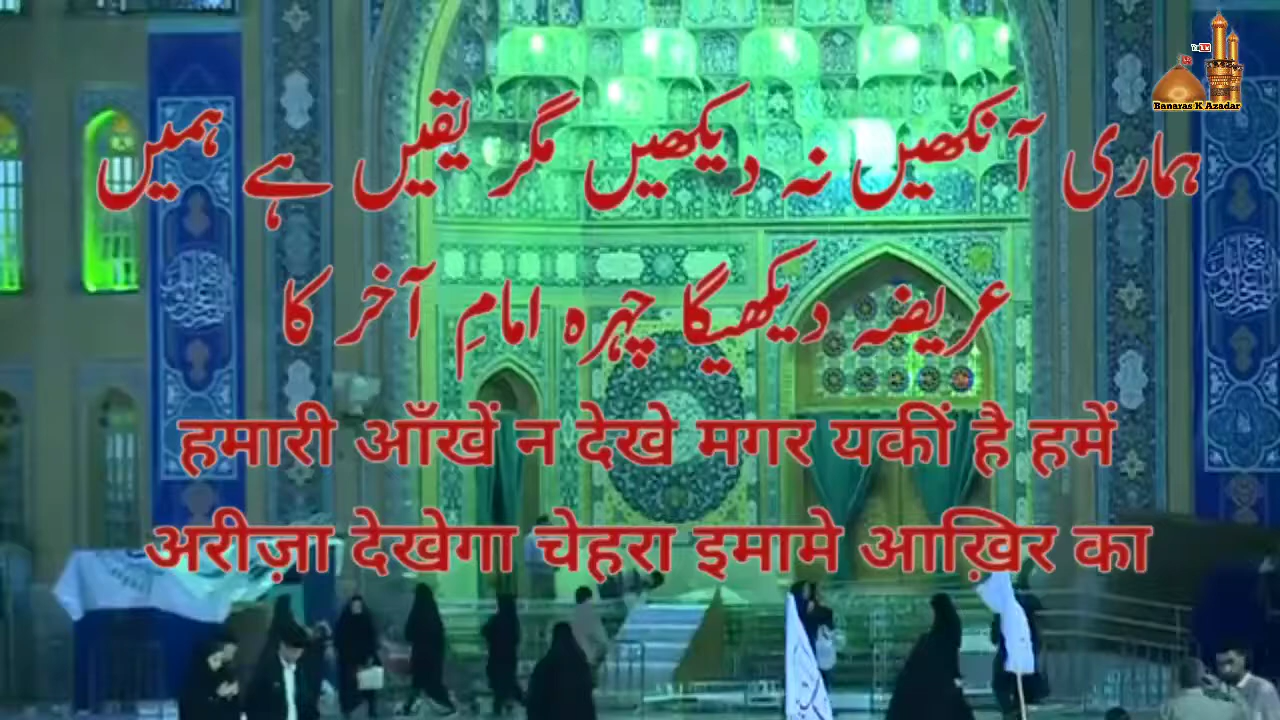 ہماری آنکھیں نہ دیکھیں مگر یقیں ہے ہمیں
عریضہ دیکھیگا چہرہ امامِ آخر کا
हमारी आँखें न देखे मगर यकीं है हमें
अरीज़ा देखेगा चेहरा इमामे आख़िर का
Banaras K Azadar